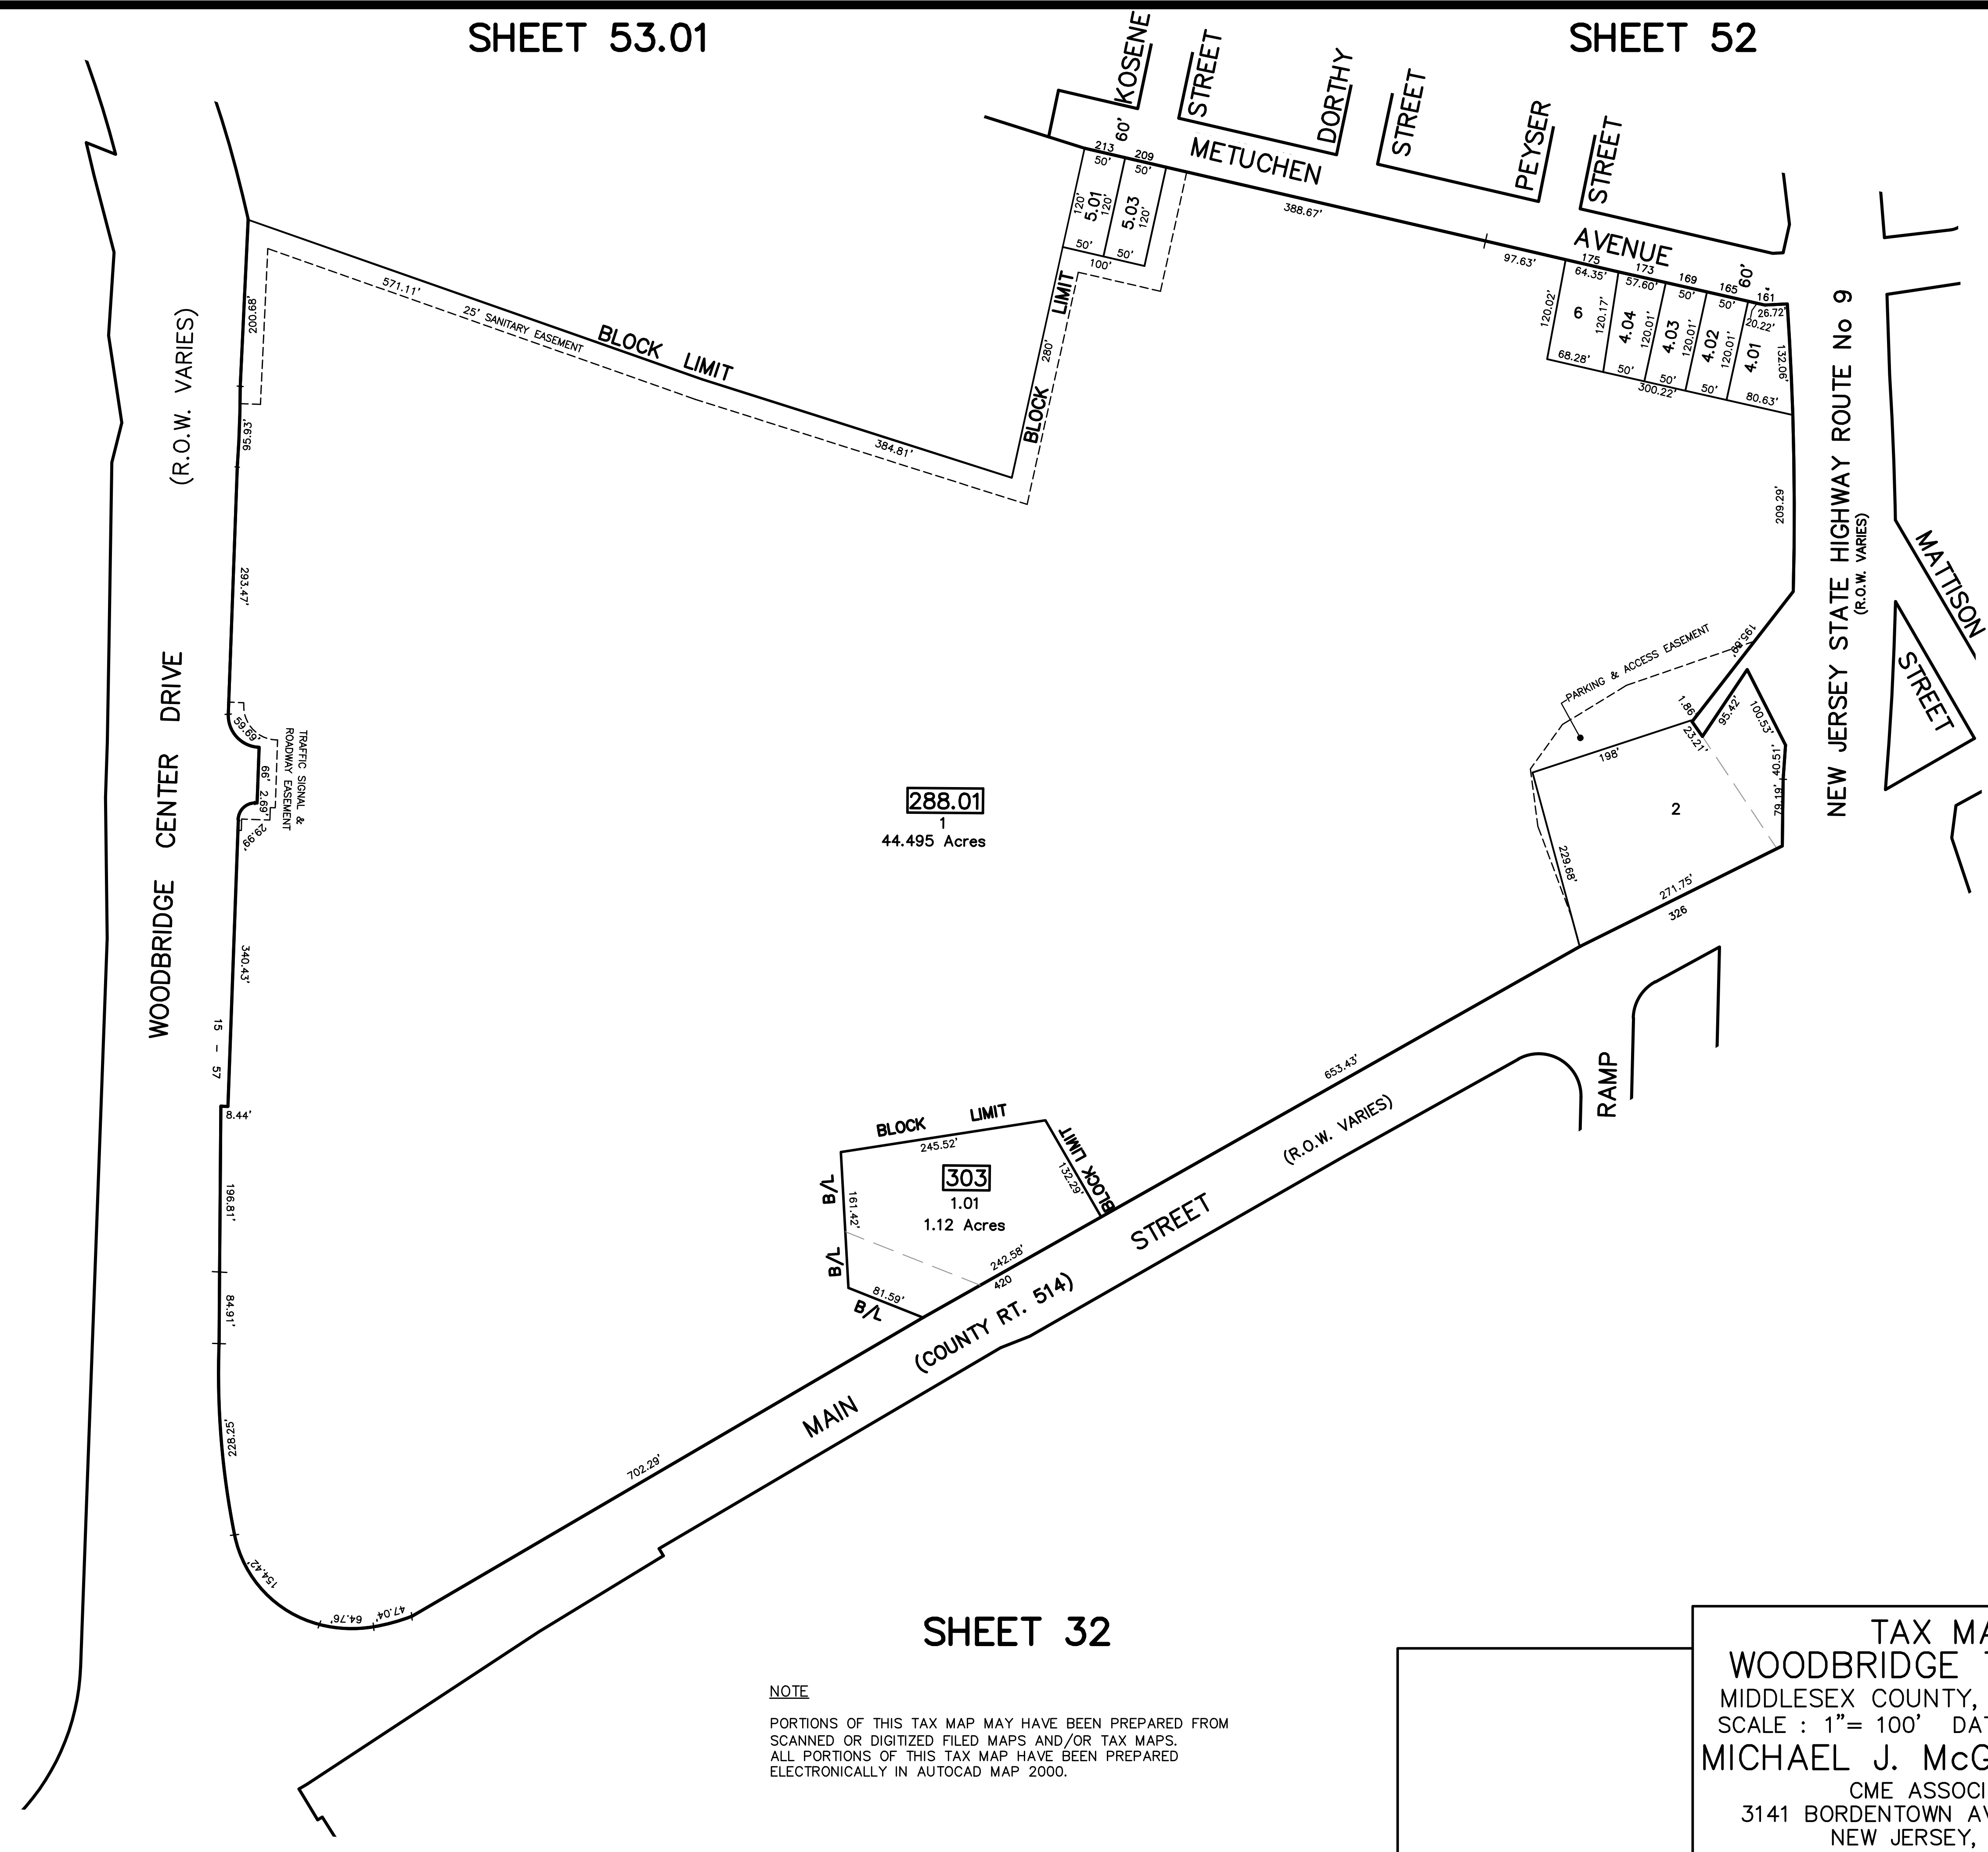 SHEET 53.01
SHEET 52
KOSENE
STREET
DORTHY
STREET
PEYSER
STREET
60'
METUCHEN
AVENUE
60'
213
209
50'
50'
120'
5.01
120'
5.03
120'
50'
50'
100'
388.67'
97.63'
175
173
169
165
161
64.35'
57.60'
50'
50'
26.72'
20.22'
120.02'
6
120.17'
4.04
120.01'
4.03
120.01'
4.02
120.01'
4.01
132.06'
68.28'
50'
50'
50'
80.63'
300.22'
209.29'
NEW JERSEY STATE HIGHWAY ROUTE No 9
(R.O.W. VARIES)
MATTISON
STREET
(R.O.W. VARIES)
WOODBRIDGE CENTER DRIVE
200.68'
95.93'
293.47'
59.69'
66'
2.69'
29.99'
TRAFFIC SIGNAL &
ROADWAY EASEMENT
340.43'
15 - 57
8.44'
196.81'
84.91'
228.25'
154.42'
64.76'
47.04'
571.11'
25' SANITARY EASEMENT
BLOCK LIMIT
384.81'
BLOCK LIMIT
280'
288.01
1
44.495 Acres
PARKING & ACCESS EASEMENT
195.09'
1.86'
95.42'
23.21'
100.53'
40.51'
79.19'
198'
2
229.68'
271.75'
326
653.43'
BLOCK LIMIT
245.52'
BLOCK LIMIT
132.29'
303
1.01
1.12 Acres
B/L
161.42'
B/L
81.59'
B/L
242.58'
420
702.29'
MAIN STREET
(COUNTY RT. 514)
(R.O.W. VARIES)
RAMP
SHEET 32
NOTE
PORTIONS OF THIS TAX MAP MAY HAVE BEEN PREPARED FROM
SCANNED OR DIGITIZED FILED MAPS AND/OR TAX MAPS.
ALL PORTIONS OF THIS TAX MAP HAVE BEEN PREPARED
ELECTRONICALLY IN AUTOCAD MAP 2000.
TAX MA
WOODBRIDGE T
MIDDLESEX COUNTY,
SCALE : 1"= 100' DAT
MICHAEL J. McG
CME ASSOCI
3141 BORDENTOWN AV
NEW JERSEY,